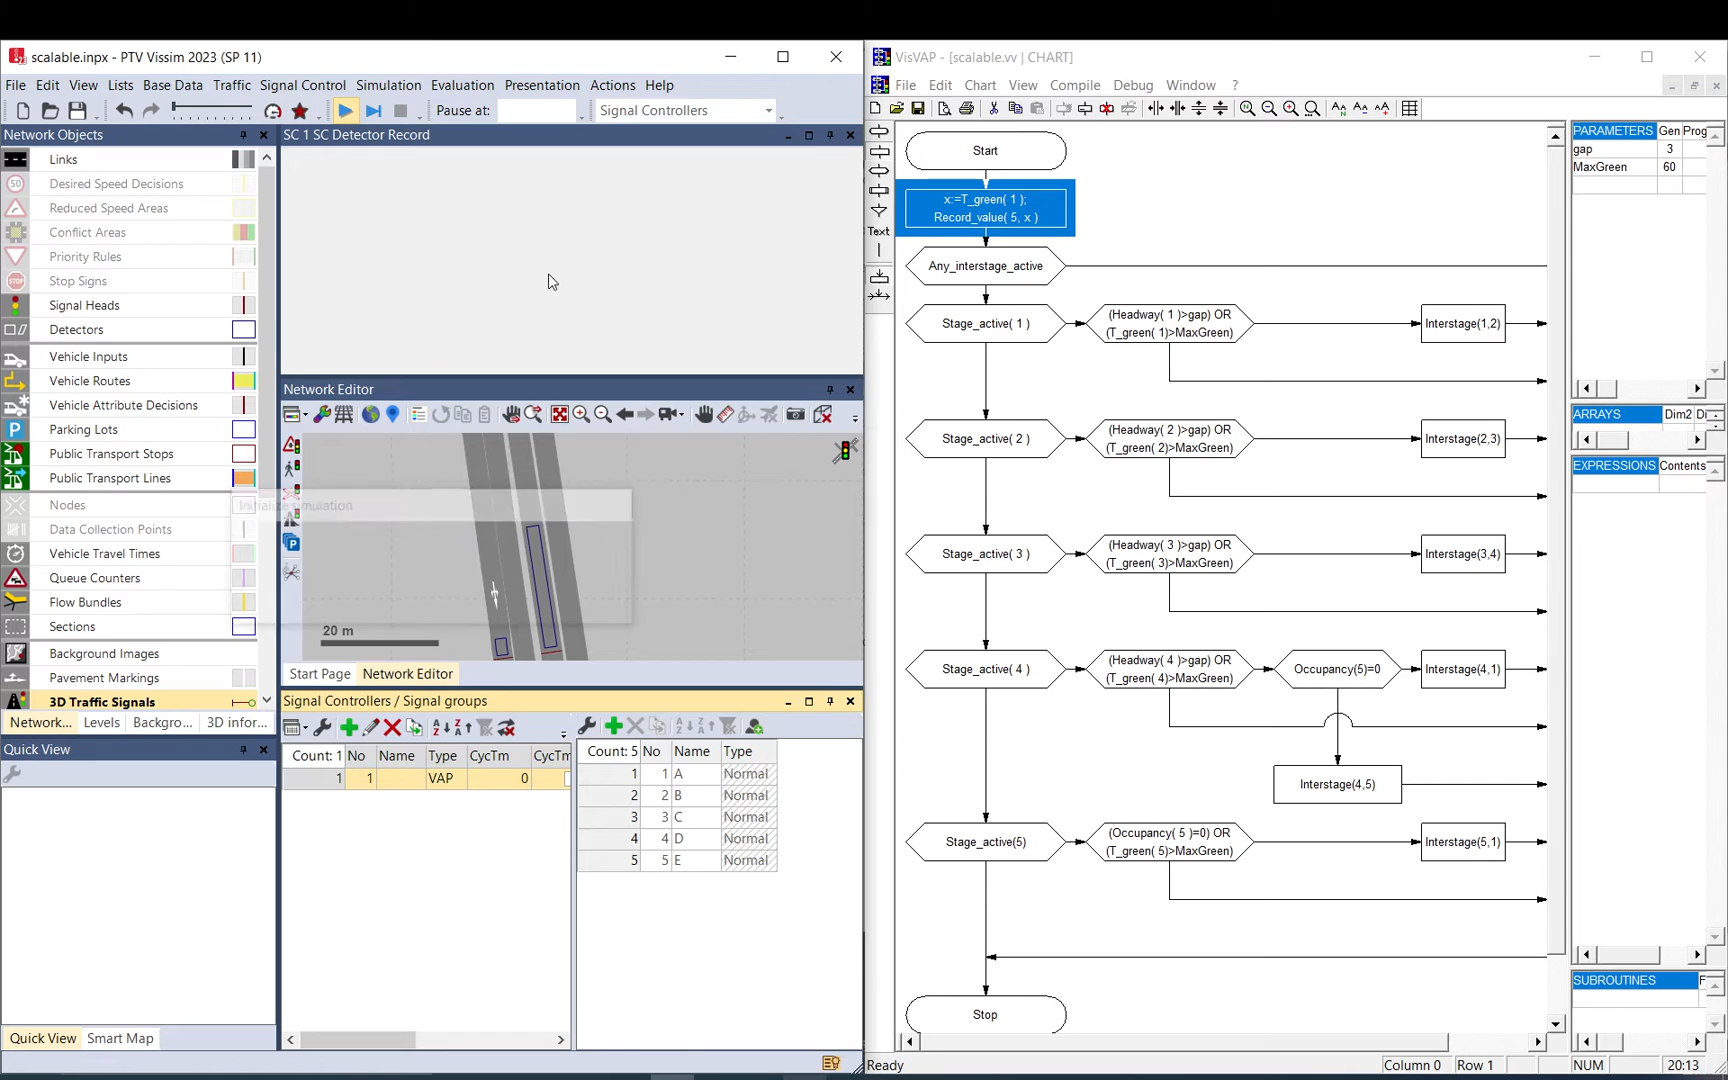 scalable.inpx - PTV Vissim 2023 (SP 11)
File Edit View Lists Base Data Traffic Signal Control Simulation Evaluation Presentation Actions Help
Pause at: Signal Controllers
Network Objects
Links
50 Desired Speed Decisions
Reduced Speed Areas
Conflict Areas
Priority Rules
STOP Stop Signs
Signal Heads
Detectors
Vehicle Inputs
Vehicle Routes
Vehicle Attribute Decisions
P Parking Lots
Public Transport Stops
Public Transport Lines
Nodes
Data Collection Points
Vehicle Travel Times
Queue Counters
Flow Bundles
Sections
Background Images
Pavement Markings
3D Traffic Signals
Network... Levels Backgro... 3D infor...
Quick View
Quick View Smart Map
SC 1 SC Detector Record
Network Editor
Initialize simulation
P
20 m
Start Page Network Editor
Signal Controllers / Signal groups
Count: 1 No Name Type CycTm CycTm
1 1 VAP 0
Count: 5 No Name Type
1 1 A Normal
2 2 B Normal
3 3 C Normal
4 4 D Normal
5 5 E Normal
VisVAP - [scalable.vv | CHART]
File Edit Chart View Compile Debug Window ?
Text
Start
x:=T_green( 1 );
Record_value( 5, x )
Any_interstage_active
Stage_active( 1 )
(Headway( 1 )>gap) OR
(T_green( 1)>MaxGreen)
Interstage(1,2)
Stage_active( 2 )
(Headway( 2 )>gap) OR
(T_green( 2)>MaxGreen)
Interstage(2,3)
Stage_active( 3 )
(Headway( 3 )>gap) OR
(T_green( 3)>MaxGreen)
Interstage(3,4)
Stage_active( 4 )
(Headway( 4 )>gap) OR
(T_green( 4)>MaxGreen)
Occupancy(5)=0
Interstage(4,1)
Interstage(4,5)
Stage_active(5)
(Occupancy( 5 )=0) OR
(T_green( 5)>MaxGreen)
Interstage(5,1)
Stop
PARAMETERS Gen Prog
gap 3
MaxGreen 60
ARRAYS Dim2 Di
EXPRESSIONS Contents
SUBROUTINES F
Ready Column 0 Row 1 NUM 20:13